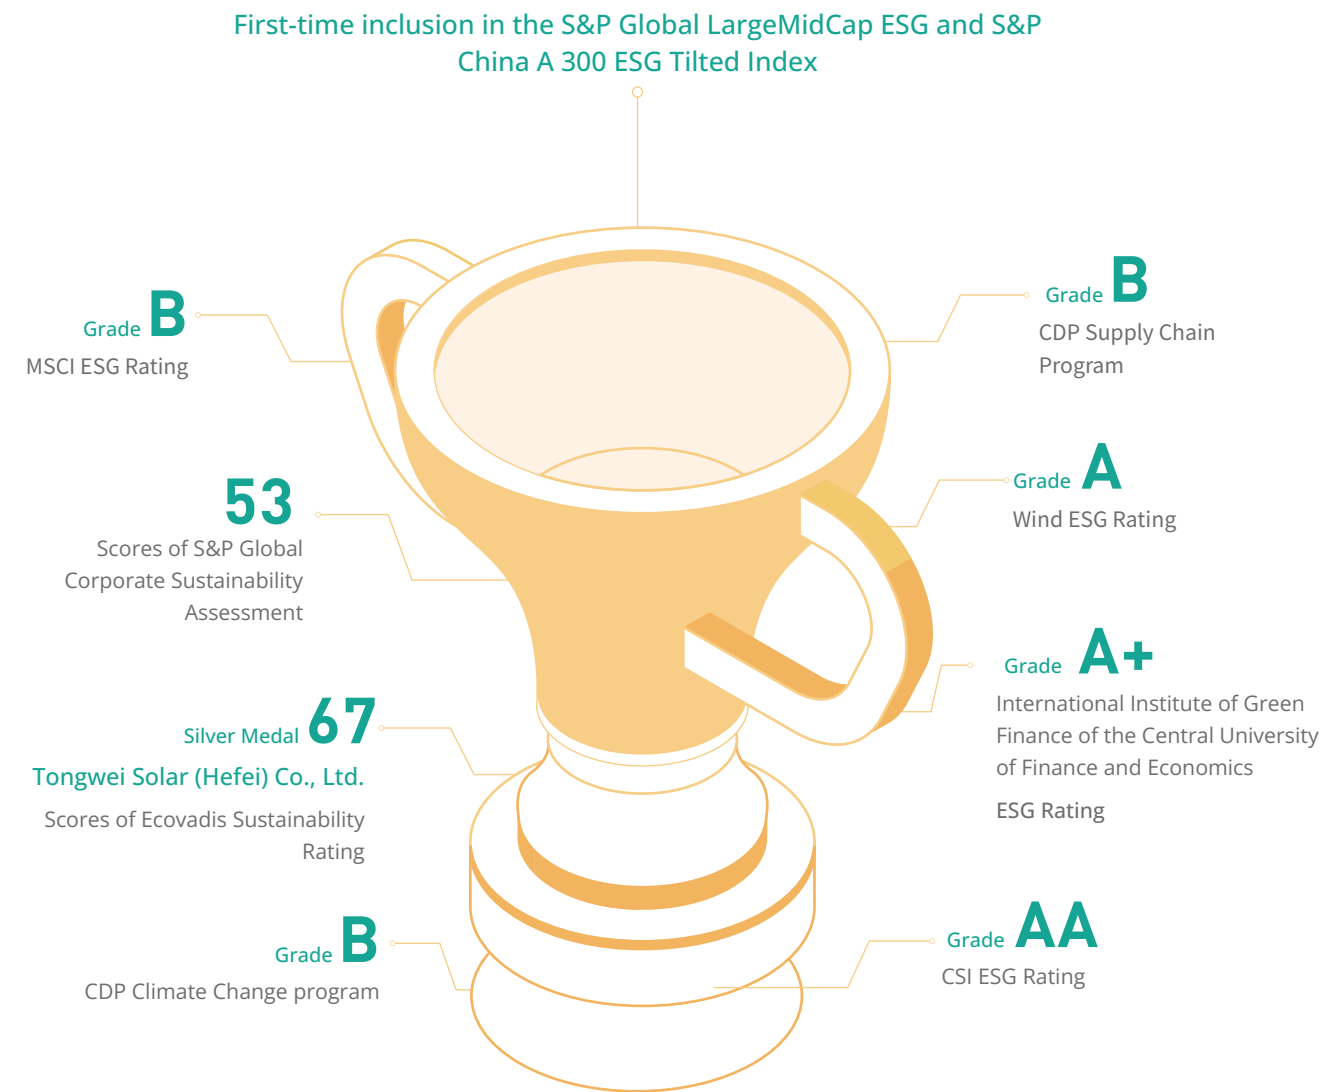 First-time inclusion in the S&P Global LargeMidCap ESG and S&P
China A 300 ESG Tilted Index
Grade B
MSCI ESG Rating
53
Scores of S&P Global
Corporate Sustainability
Assessment
Silver Medal 67
Tongwei Solar (Hefei) Co., Ltd.
Scores of Ecovadis Sustainability
Rating
Grade B
CDP Climate Change program
Grade B
CDP Supply Chain
Program
Grade A
Wind ESG Rating
Grade A+
International Institute of Green
Finance of the Central University
of Finance and Economics
ESG Rating
Grade AA
CSI ESG Rating